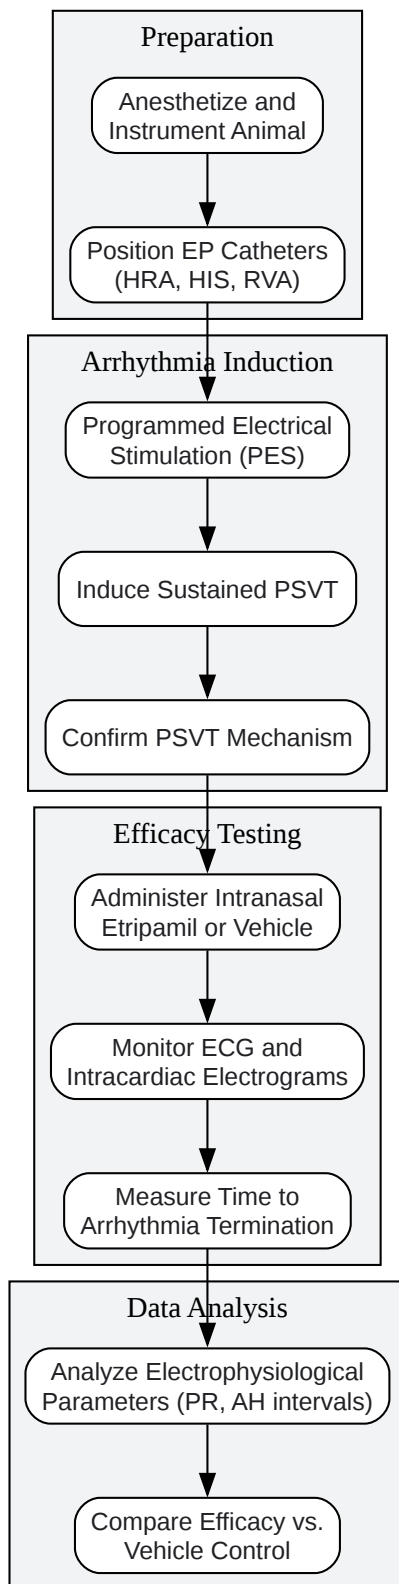 Preparation
Anesthetize and
Instrument Animal
Position EP Catheters
(HRA, HIS, RVA)
Arrhythmia Induction
Programmed Electrical
Stimulation (PES)
Induce Sustained PSVT
Confirm PSVT Mechanism
Efficacy Testing
Administer Intranasal
Etripamil or Vehicle
Monitor ECG and
Intracardiac Electrograms
Measure Time to
Arrhythmia Termination
Data Analysis
Analyze Electrophysiological
Parameters (PR, AH intervals)
Compare Efficacy vs.
Vehicle Control